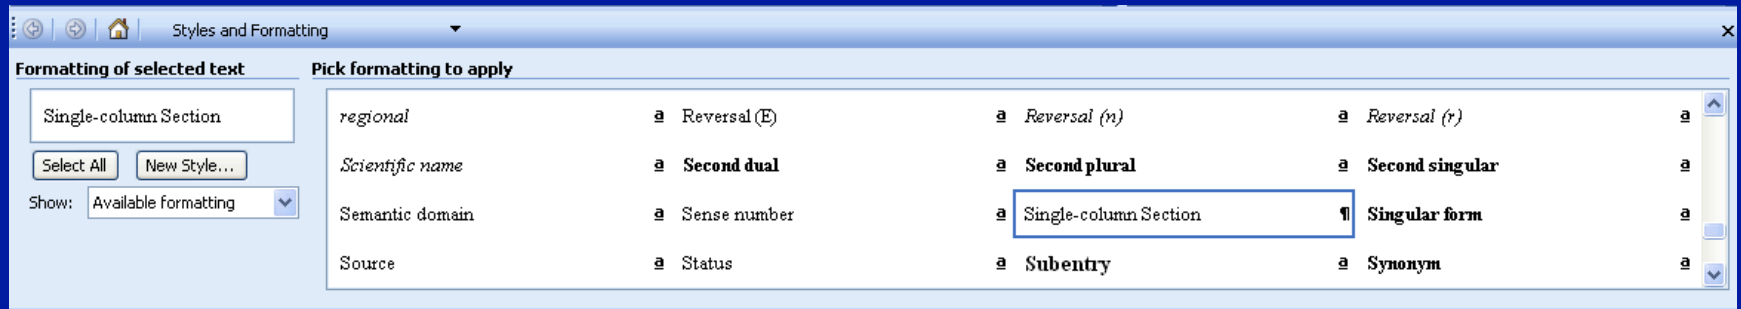 Styles and Formatting
Formatting of selected text
Pick formatting to apply
Single-column Section
Select All
New Style...
Show:
Available formatting
regional a Reversal (E) a Reversal (n) a Reversal (r) a
Scientific name a Second dual a Second plural a Second singular a
Semantic domain a Sense number a Single-column Section ¶ Singular form a
Source a Status a Subentry a Synonym a